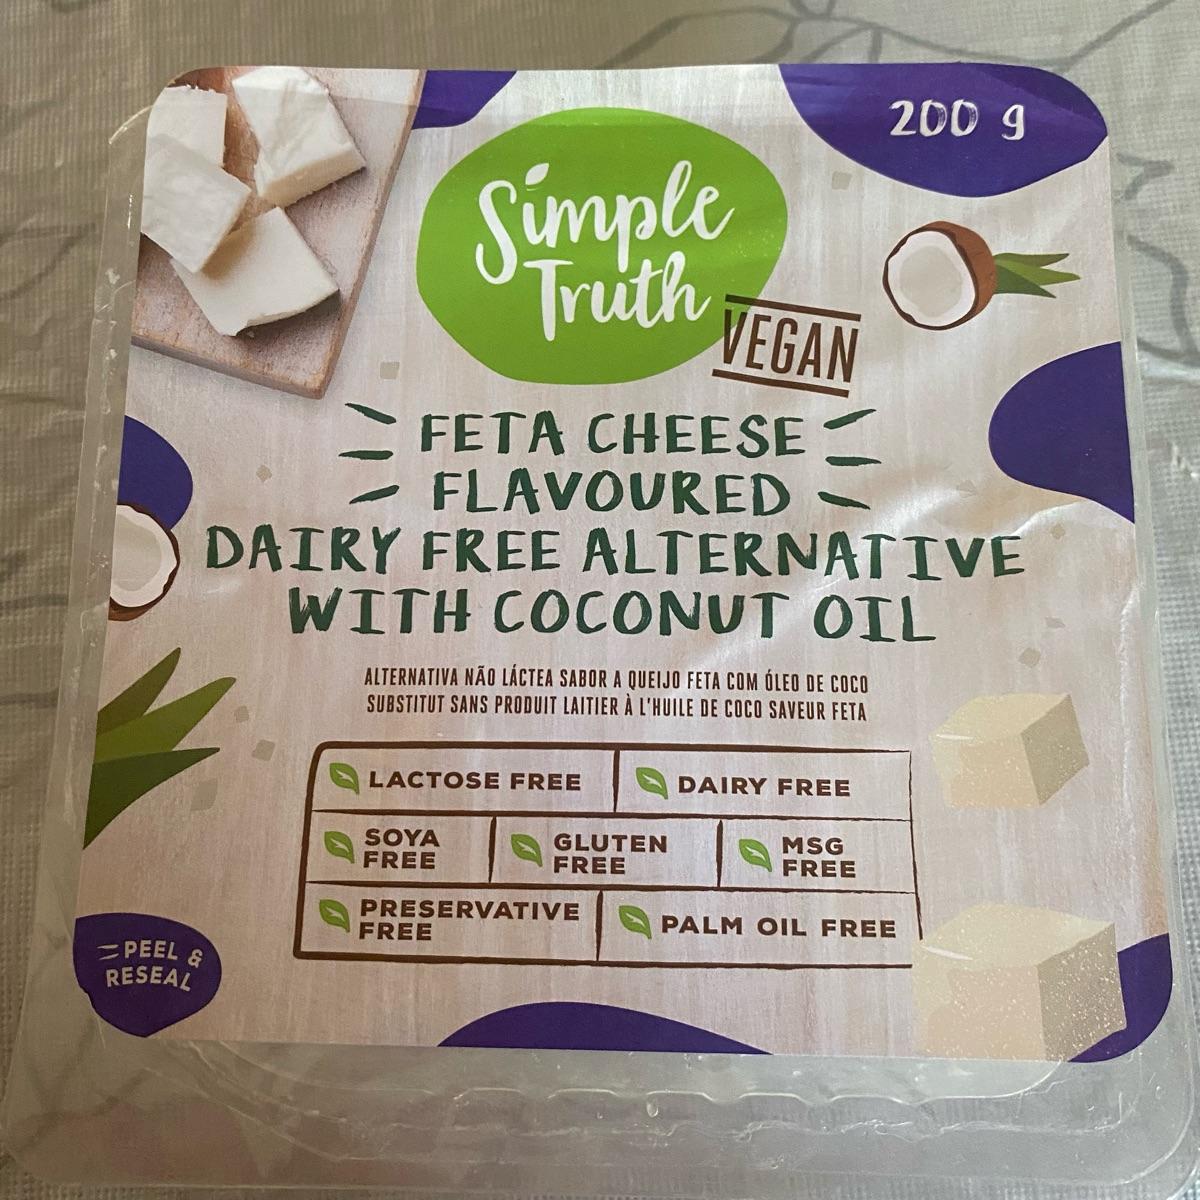 200 g
Simple
Truth
VEGAN
FETA CHEESE
FLAVOURED
DAIRY FREE ALTERNATIVE
WITH COCONUT OIL
ALTERNATIVA NÃO LÁCTEA SABOR A QUEIJO FETA COM ÓLEO DE COCO
SUBSTITUT SANS PRODUIT LAITIER À L'HUILE DE COCO SAVEUR FETA
LACTOSE FREE
DAIRY FREE
SOYA
FREE
GLUTEN
FREE
MSG
FREE
PRESERVATIVE
FREE
PALM OIL FREE
PEEL &
RESEAL